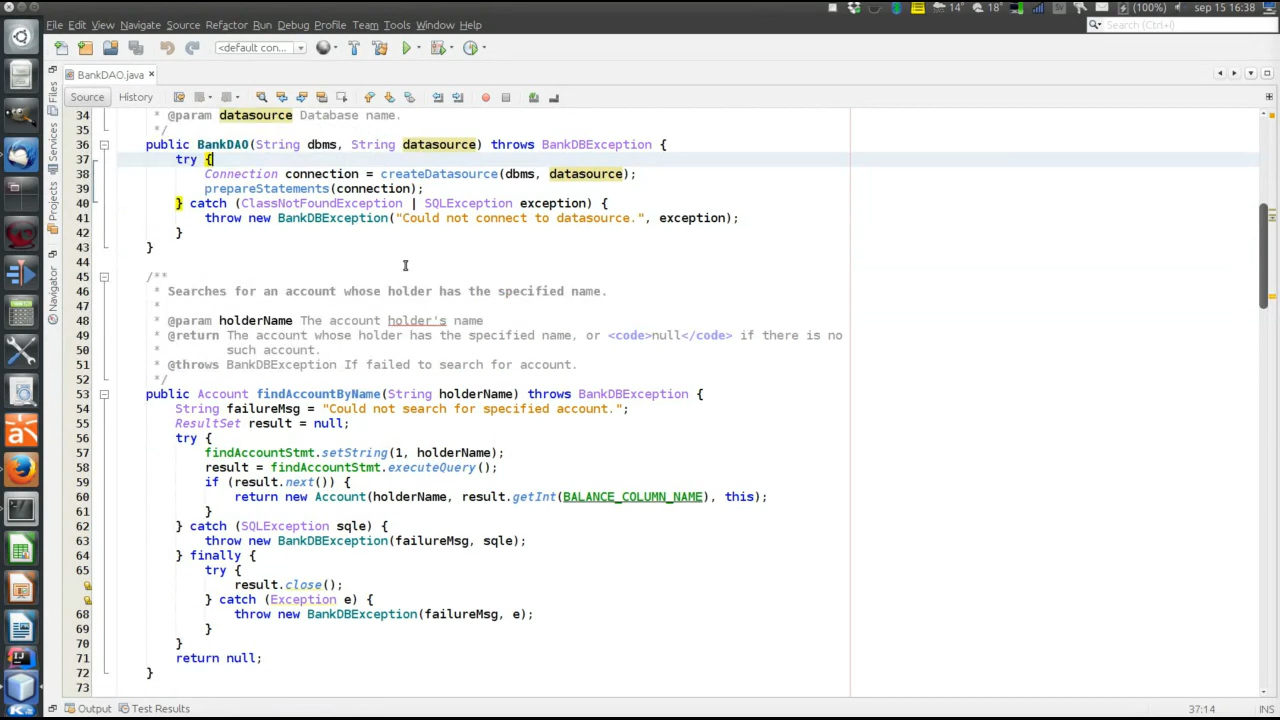 (100%)
14°
18°
sep 15 16:38
File Edit View Navigate Source Refactor Run Debug Profile Team Tools Window Help
Search (Ctrl+I)
<default con...
BankDAO.java
Source History
Files
Services
Projects
Navigator
34 * @param datasource Database name.
35 */
36 public BankDAO(String dbms, String datasource) throws BankDBException {
37 try {
38 Connection connection = createDatasource(dbms, datasource);
39 prepareStatements(connection);
40 } catch (ClassNotFoundException | SQLException exception) {
41 throw new BankDBException("Could not connect to datasource.", exception);
42 }
43 }
44
45 /**
46 * Searches for an account whose holder has the specified name.
47 *
48 * @param holderName The account holder's name
49 * @return The account whose holder has the specified name, or <code>null</code> if there is no
50 * such account.
51 * @throws BankDBException If failed to search for account.
52 */
53 public Account findAccountByName(String holderName) throws BankDBException {
54 String failureMsg = "Could not search for specified account.";
55 ResultSet result = null;
56 try {
57 findAccountStmt.setString(1, holderName);
58 result = findAccountStmt.executeQuery();
59 if (result.next()) {
60 return new Account(holderName, result.getInt(BALANCE_COLUMN_NAME), this);
61 }
62 } catch (SQLException sqle) {
63 throw new BankDBException(failureMsg, sqle);
64 } finally {
65 try {
result.close();
} catch (Exception e) {
68 throw new BankDBException(failureMsg, e);
69 }
70 }
71 return null;
72 }
73
Output Test Results
37:14 INS